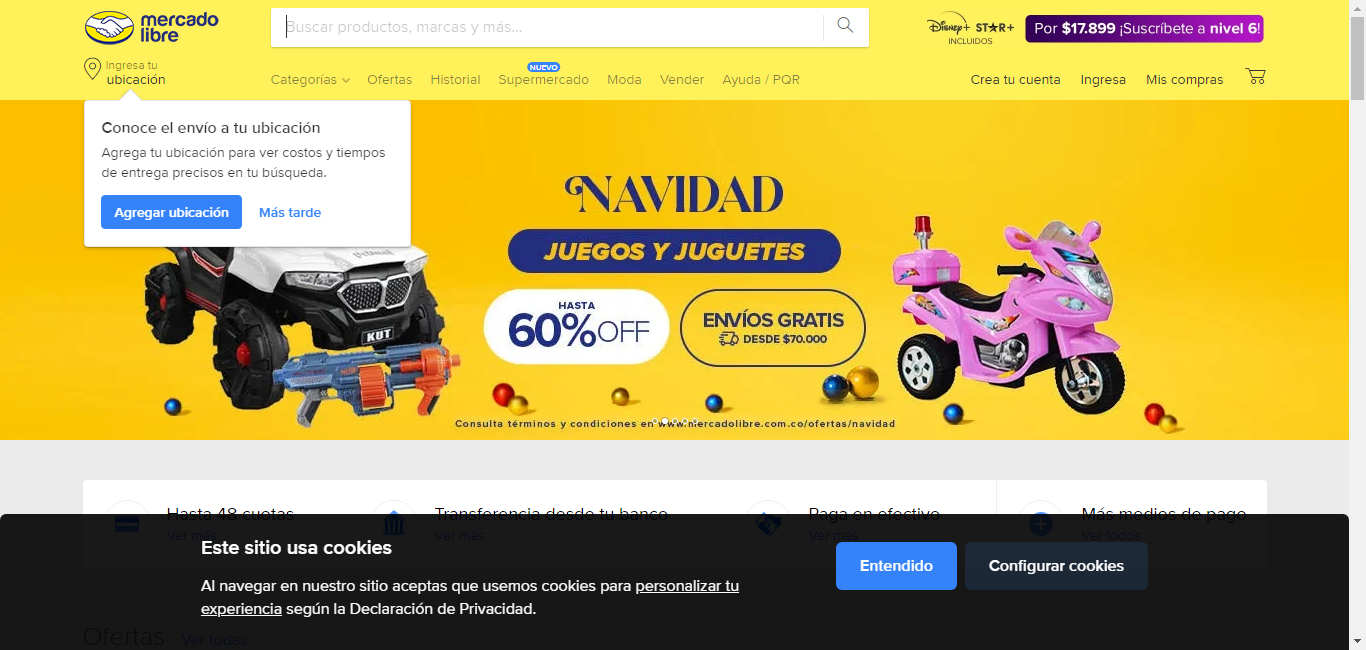 mercado
libre
Buscar productos, marcas y más...
Disney+ STAR+
INCLUIDOS
Por $17.899 ¡Suscríbete a nivel 6!
Ingresa tu
ubicación
Categorías
Ofertas
Historial
NUEVO
Supermercado
Moda
Vender
Ayuda / PQR
Crea tu cuenta
Ingresa
Mis compras
Conoce el envío a tu ubicación
Agrega tu ubicación para ver costos y tiempos
de entrega precisos en tu búsqueda.
Agregar ubicación
Más tarde
NAVIDAD
JUEGOS Y JUGUETES
HASTA
60%OFF
ENVÍOS GRATIS
DESDE $70.000
KUT
Consulta términos y condiciones en www.mercadolibre.com.co/ofertas/navidad
Hasta 48 cuotas
Ver más
Transferencia desde tu banco
Ver más
Paga en efectivo
Ver más
Más medios de pago
Ver todos
Este sitio usa cookies
Al navegar en nuestro sitio aceptas que usemos cookies para personalizar tu
experiencia según la Declaración de Privacidad.
Entendido
Configurar cookies
Ofertas
Ver todas